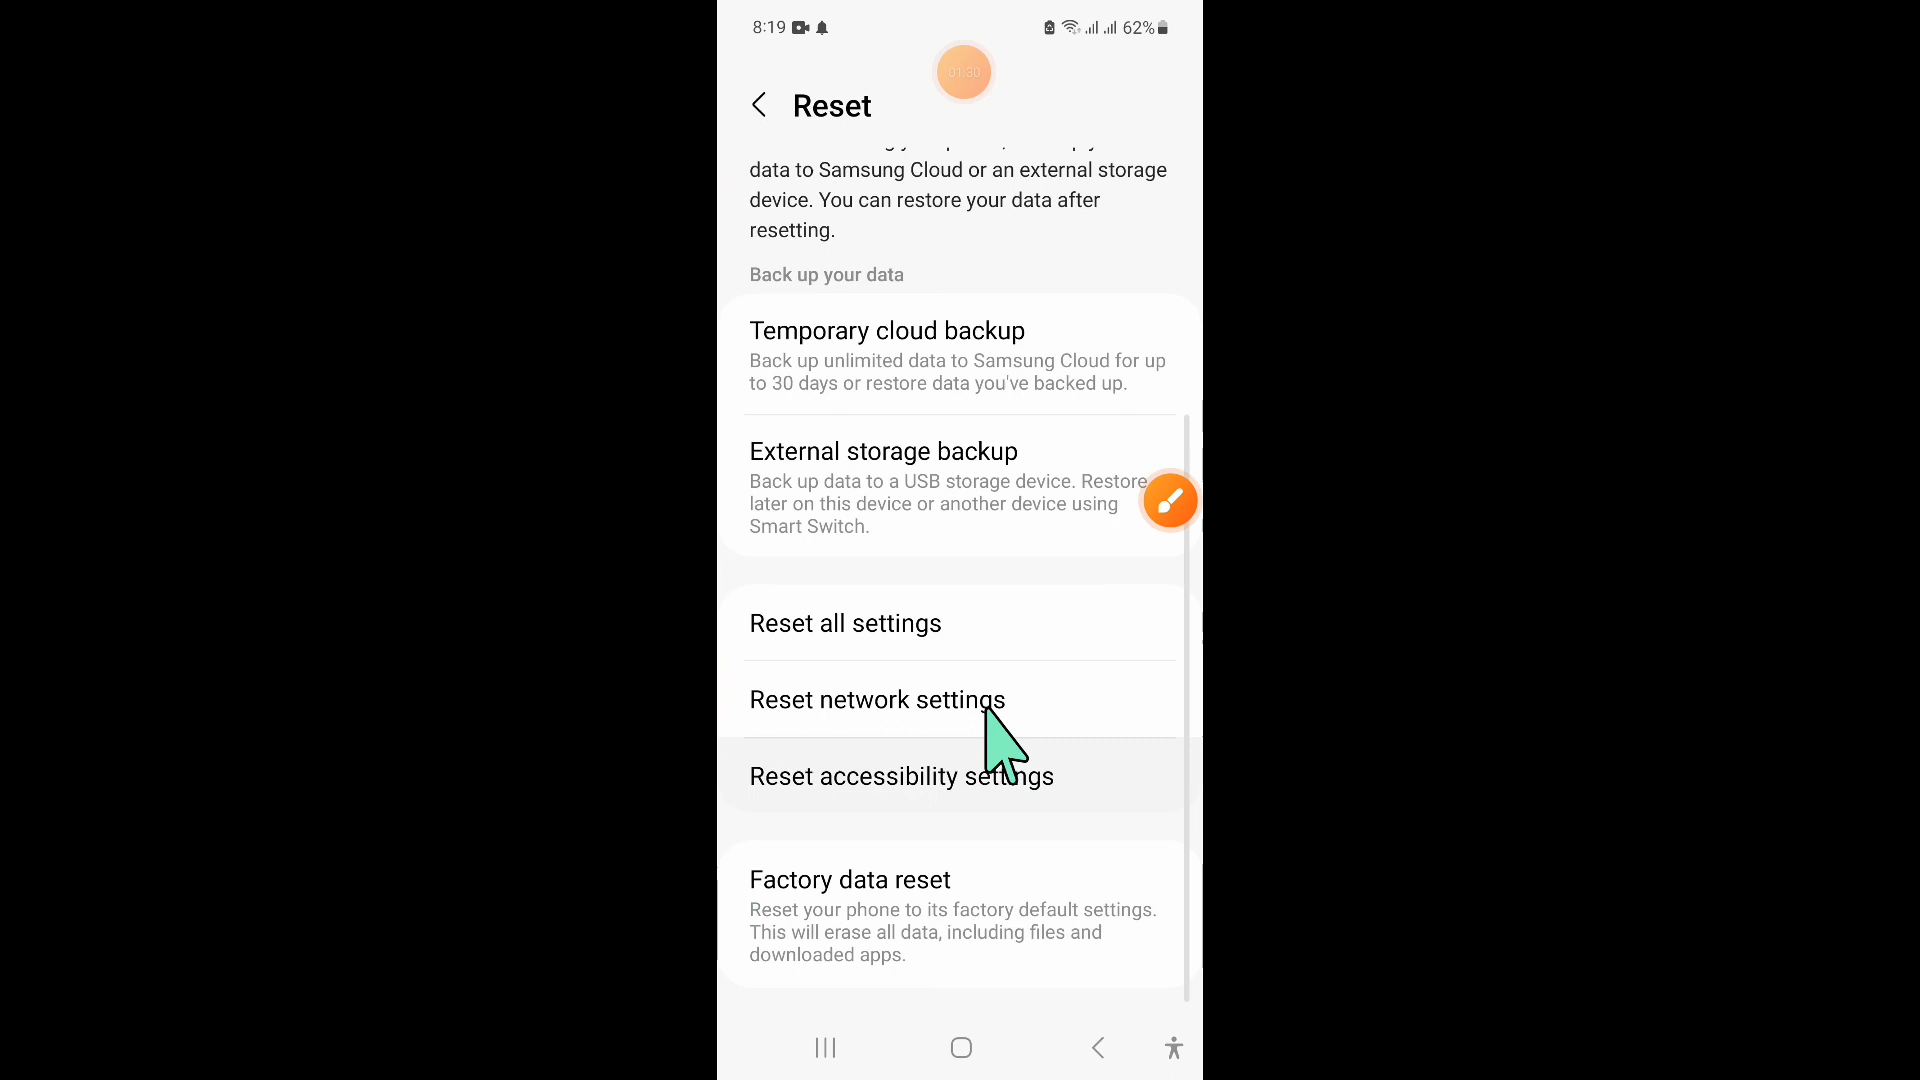 8:19
62%
01:30
Reset
data to Samsung Cloud or an external storage
device. You can restore your data after
resetting.
Back up your data
Temporary cloud backup
Back up unlimited data to Samsung Cloud for up
to 30 days or restore data you've backed up.
External storage backup
Back up data to a USB storage device. Restore
later on this device or another device using
Smart Switch.
Reset all settings
Reset network settings
Reset accessibility settings
Factory data reset
Reset your phone to its factory default settings.
This will erase all data, including files and
downloaded apps.